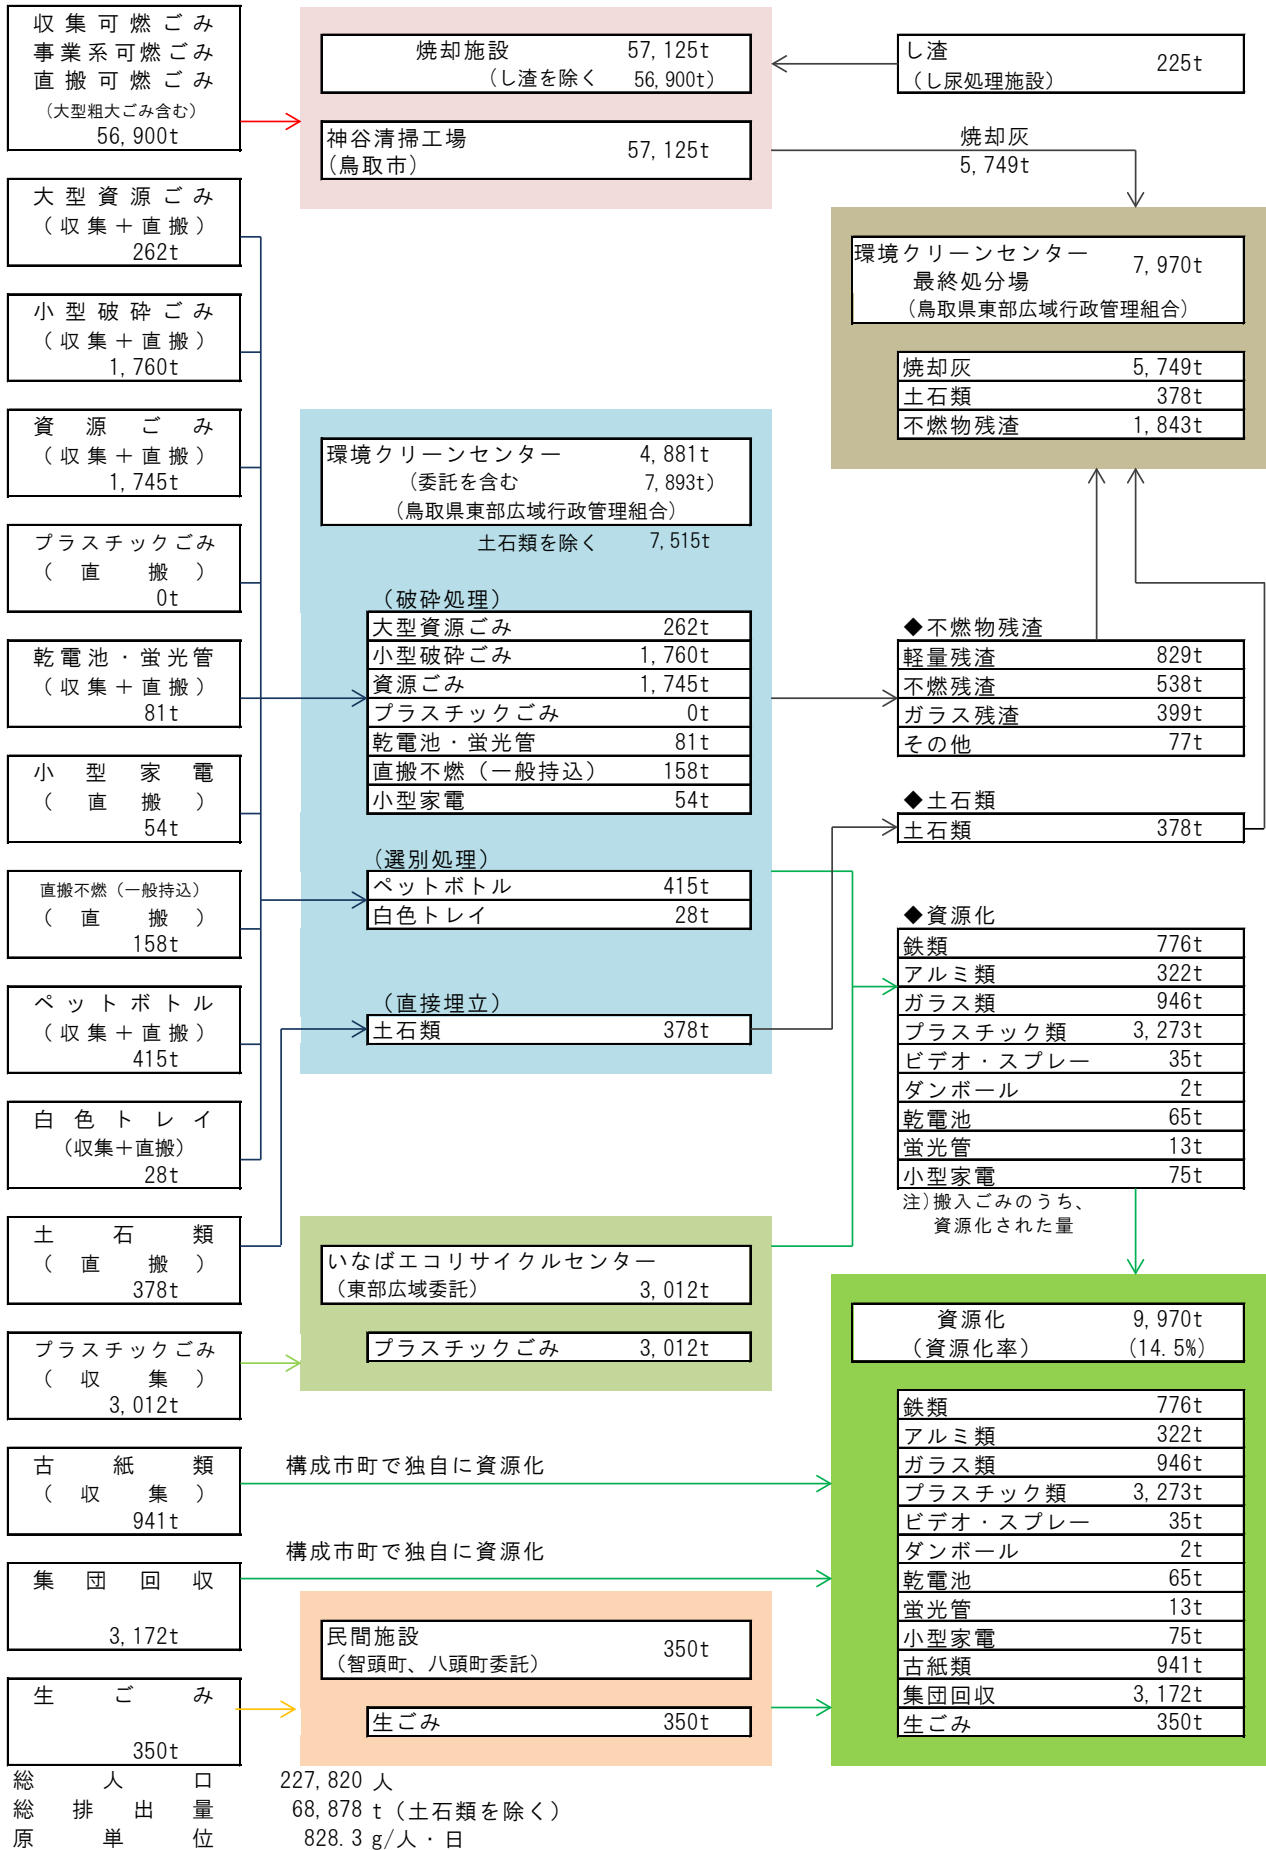 収集可燃ごみ
事業系可燃ごみ
直搬可燃ごみ
(大型粗大ごみ含む)
56,900t
大型資源ごみ
(収集+直搬)
262t
小型破砕ごみ
(収集+直搬)
1,760t
資源ごみ
(収集+直搬)
1,745t
プラスチックごみ
(直搬)
0t
乾電池・蛍光管
(収集+直搬)
81t
小型家電
(直搬)
54t
直搬不燃(一般持込)
(直搬)
158t
ペットボトル
(収集+直搬)
415t
白色トレイ
(収集+直搬)
28t
土石類
(直搬)
378t
プラスチックごみ
(収集)
3,012t
古紙類
(収集)
941t
集団回収
3,172t
生ごみ
350t
焼却施設 57,125t
(し渣を除く 56,900t)
神谷清掃工場
(鳥取市)
57,125t
し渣
(し尿処理施設)
225t
焼却灰
5,749t
環境クリーンセンター
最終処分場
7,970t
(鳥取県東部広域行政管理組合)
焼却灰 5,749t
土石類 378t
不燃物残渣 1,843t
環境クリーンセンター 4,881t
(委託を含む 7,893t)
(鳥取県東部広域行政管理組合)
土石類を除く 7,515t
(破砕処理)
大型資源ごみ 262t
小型破砕ごみ 1,760t
資源ごみ 1,745t
プラスチックごみ 0t
乾電池・蛍光管 81t
直搬不燃(一般持込) 158t
小型家電 54t
(選別処理)
ペットボトル 415t
白色トレイ 28t
(直接埋立)
土石類 378t
◆不燃物残渣
軽量残渣 829t
不燃残渣 538t
ガラス残渣 399t
その他 77t
◆土石類
土石類 378t
◆資源化
鉄類 776t
アルミ類 322t
ガラス類 946t
プラスチック類 3,273t
ビデオ・スプレー 35t
ダンボール 2t
乾電池 65t
蛍光管 13t
小型家電 75t
注)搬入ごみのうち、
資源化された量
いなばエコリサイクルセンター
(東部広域委託) 3,012t
プラスチックごみ 3,012t
構成市町で独自に資源化
構成市町で独自に資源化
民間施設
(智頭町、八頭町委託)
350t
生ごみ 350t
資源化 9,970t
(資源化率) (14.5%)
鉄類 776t
アルミ類 322t
ガラス類 946t
プラスチック類 3,273t
ビデオ・スプレー 35t
ダンボール 2t
乾電池 65t
蛍光管 13t
小型家電 75t
古紙類 941t
集団回収 3,172t
生ごみ 350t
総人口 227,820 人
総排出量 68,878 t(土石類を除く)
原単位 828.3 g/人・日